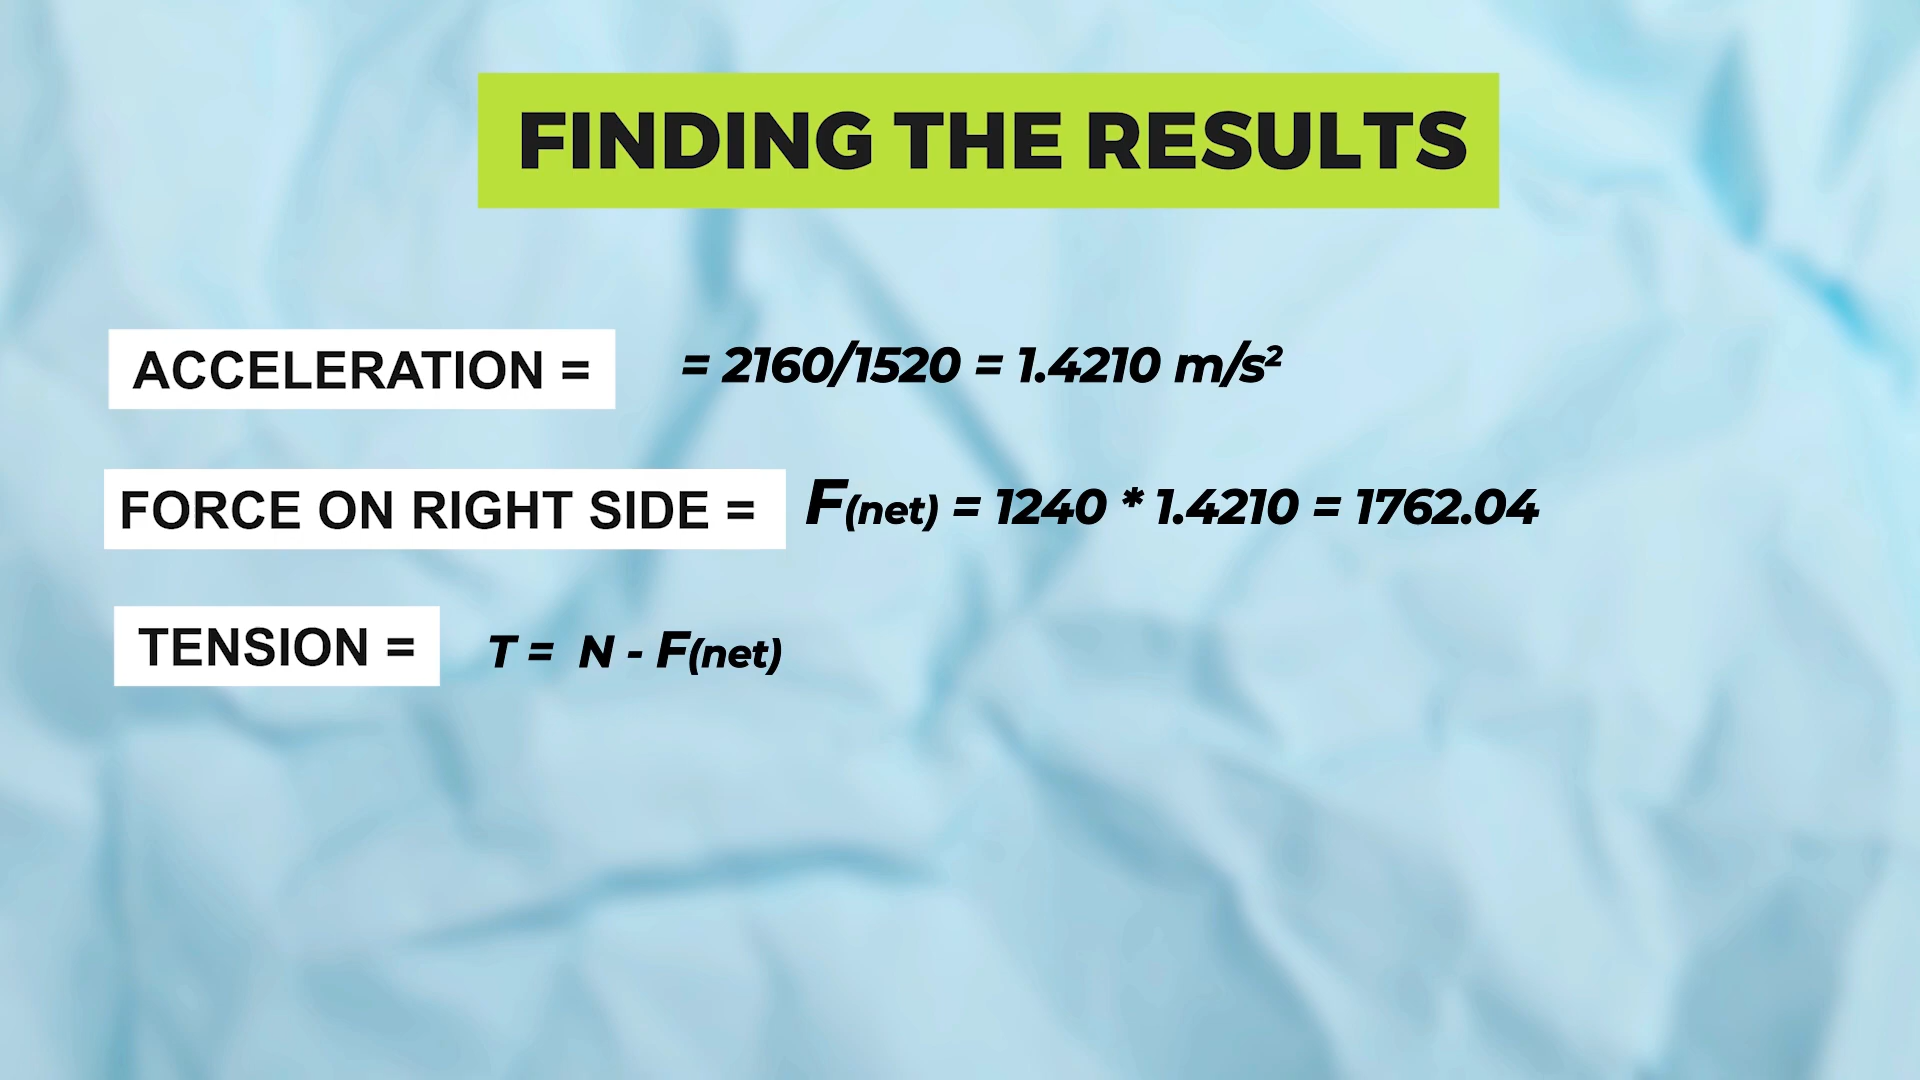 FINDING THE RESULTS
ACCELERATION = = 2160/1520 = 1.4210 m/s²
FORCE ON RIGHT SIDE = F(net) = 1240 * 1.4210 = 1762.04
TENSION = T = N - F(net)